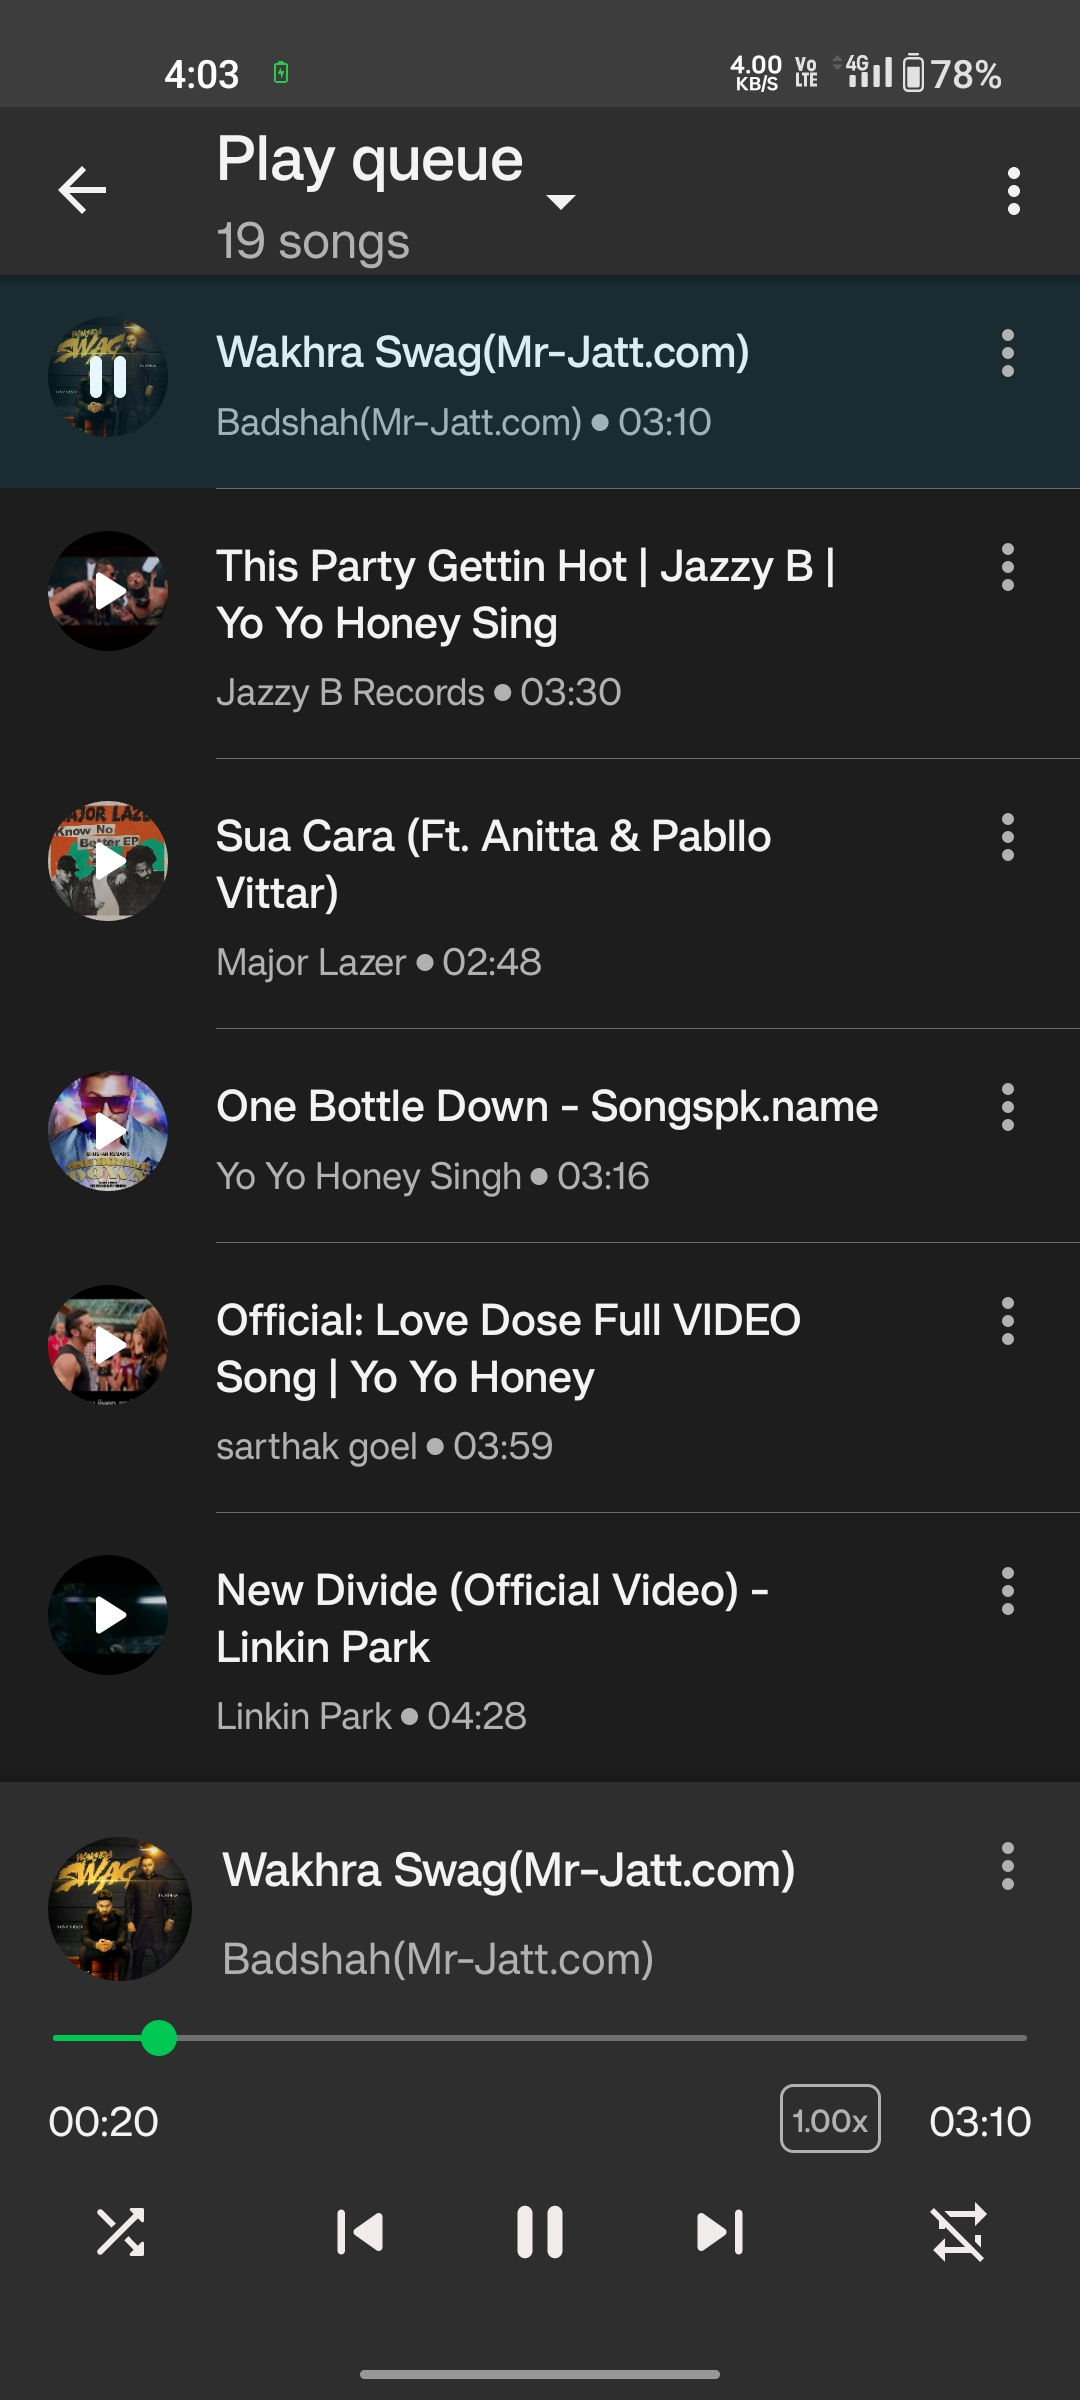 4:03
4.00 KB/S Vo LTE 4G 78%
Play queue
19 songs
Wakhra Swag(Mr-Jatt.com)
Badshah(Mr-Jatt.com) ● 03:10
This Party Gettin Hot | Jazzy B |
Yo Yo Honey Sing
Jazzy B Records ● 03:30
Sua Cara (Ft. Anitta & Pabllo
Vittar)
Major Lazer ● 02:48
Know No
Better EP
One Bottle Down - Songspk.name
Yo Yo Honey Singh ● 03:16
Official: Love Dose Full VIDEO
Song | Yo Yo Honey
sarthak goel ● 03:59
New Divide (Official Video) -
Linkin Park
Linkin Park ● 04:28
SWAG
Wakhra Swag(Mr-Jatt.com)
Badshah(Mr-Jatt.com)
00:20
1.00x
03:10